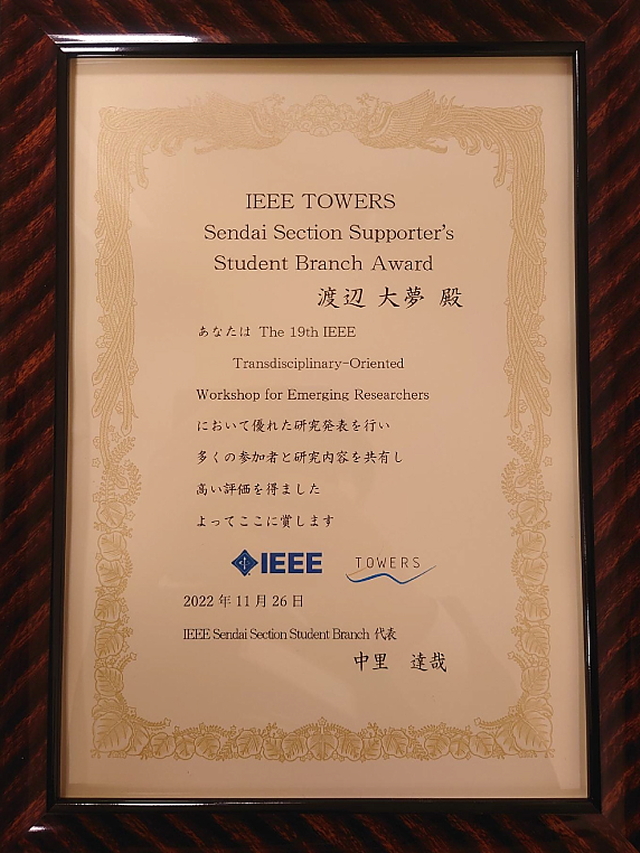 IEEE TOWERS
Sendai Section Supporter's
Student Branch Award
渡辺 大夢 殿
あなたは The 19th IEEE
Transdisciplinary-Oriented
Workshop for Emerging Researchers
において優れた研究発表を行い
多くの参加者と研究内容を共有し
高い評価を得ました
よってここに賞します
IEEE TOWERS
2022 年 11 月 26 日
IEEE Sendai Section Student Branch 代表
中里 達哉